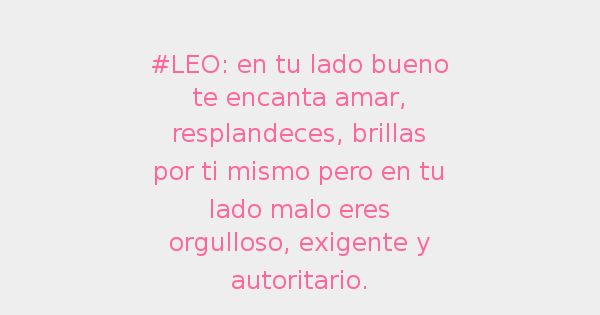 #LEO: en tu lado bueno
te encanta amar,
resplandeces, brillas
por ti mismo pero en tu
lado malo eres
orgulloso, exigente y
autoritario.